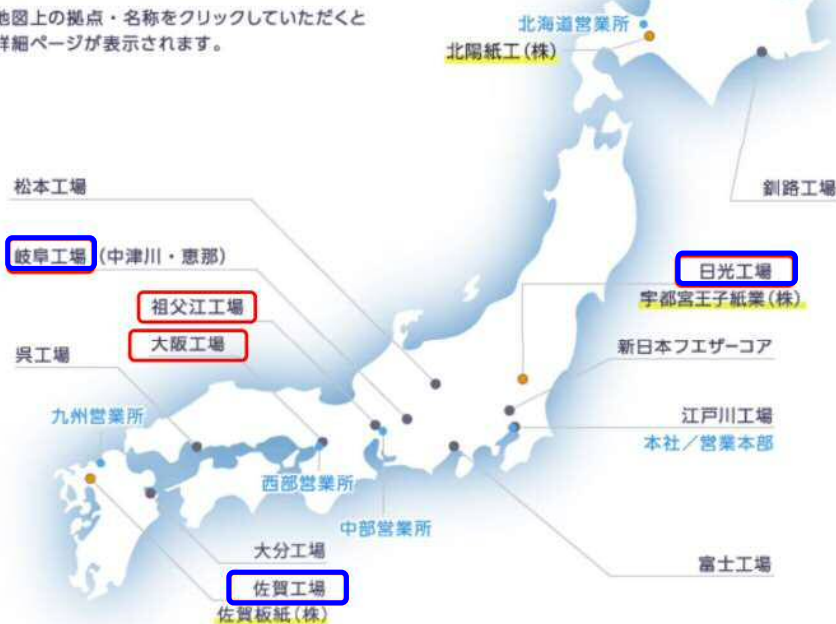 地図上の拠点・名称をクリックしていただくと
詳細ページが表示されます。
北海道営業所
北陽紙工(株)
釧路工場
松本工場
岐阜工場(中津川・恵那)
祖父江工場
大阪工場
呉工場
九州営業所
日光工場
宇都宮王子紙業(株)
新日本フエザーコア
江戸川工場
本社/営業本部
西部営業所
中部営業所
大分工場
富士工場
佐賀工場
佐賀板紙(株)